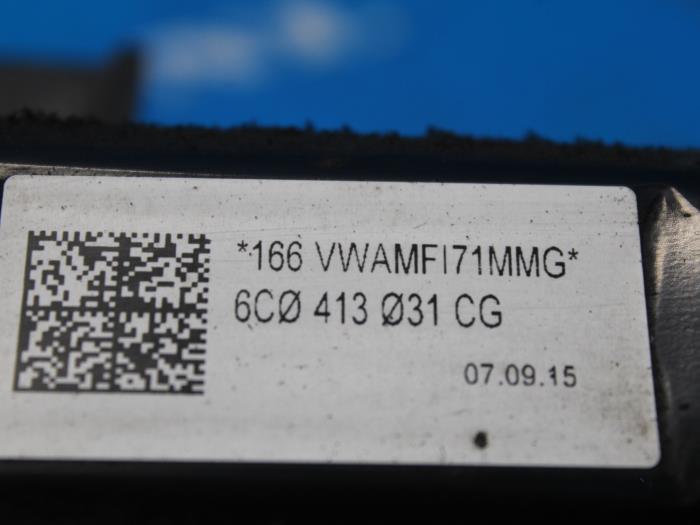 *166 VWAMFI71MMG*
6CØ 413 Ø31 CG
07.09.15